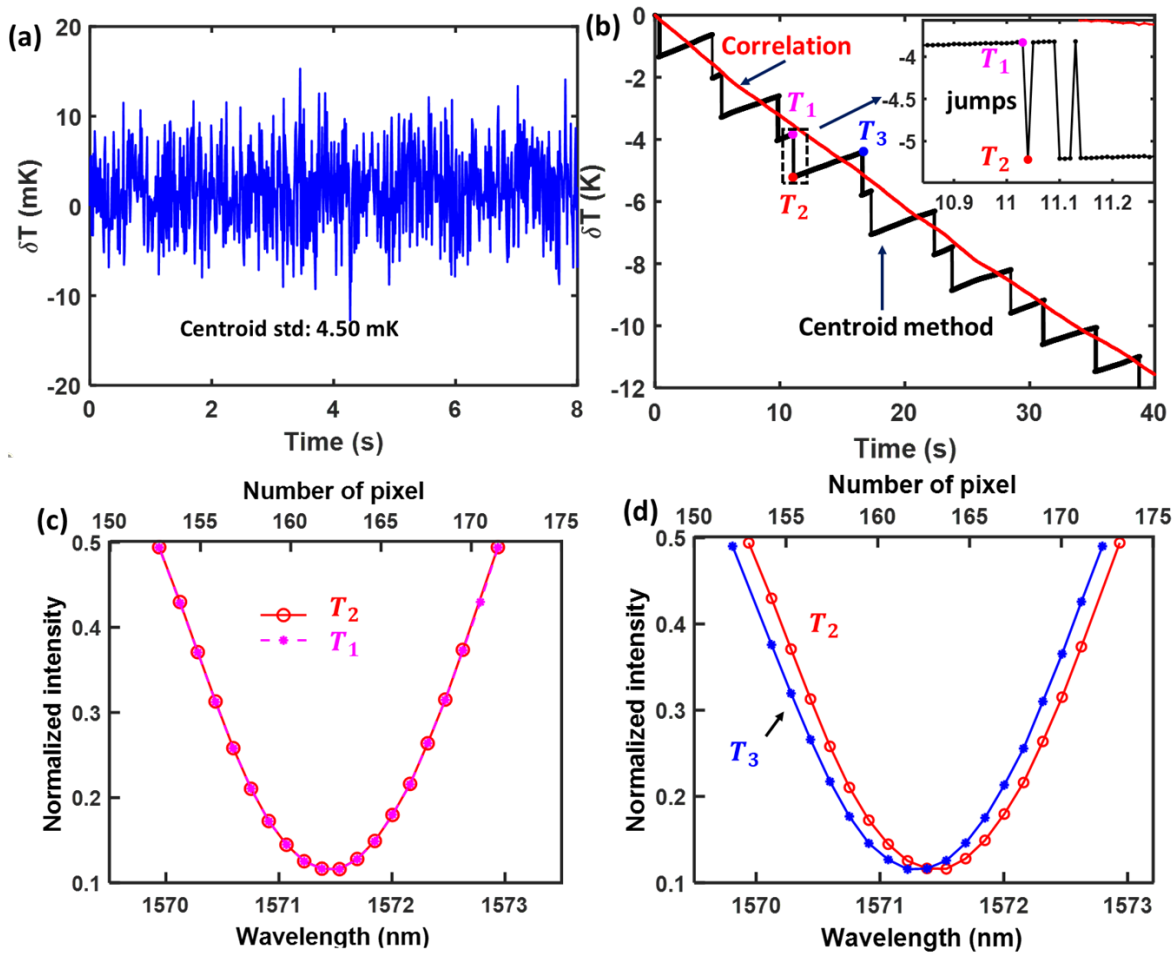 (a)
20
10
0
-10
-20
δT (mK)
Centroid std: 4.50 mK
0 2 4 6 8
Time (s)
(b)
0
-2
-4
-6
-8
-10
-12
δT (K)
Correlation
T1
T3
T2
Centroid method
0 10 20 30 40
Time (s)
-4
-4.5
-5
T1
jumps
T2
10.9 11 11.1 11.2
(c)
Number of pixel
150 155 160 165 170 175
0.5
0.4
0.3
0.2
0.1
Normalized intensity
T2
T1
1570 1571 1572 1573
Wavelength (nm)
(d)
Number of pixel
150 155 160 165 170 175
0.5
0.4
0.3
0.2
0.1
Normalized intensity
T2
T3
1570 1571 1572 1573
Wavelength (nm)